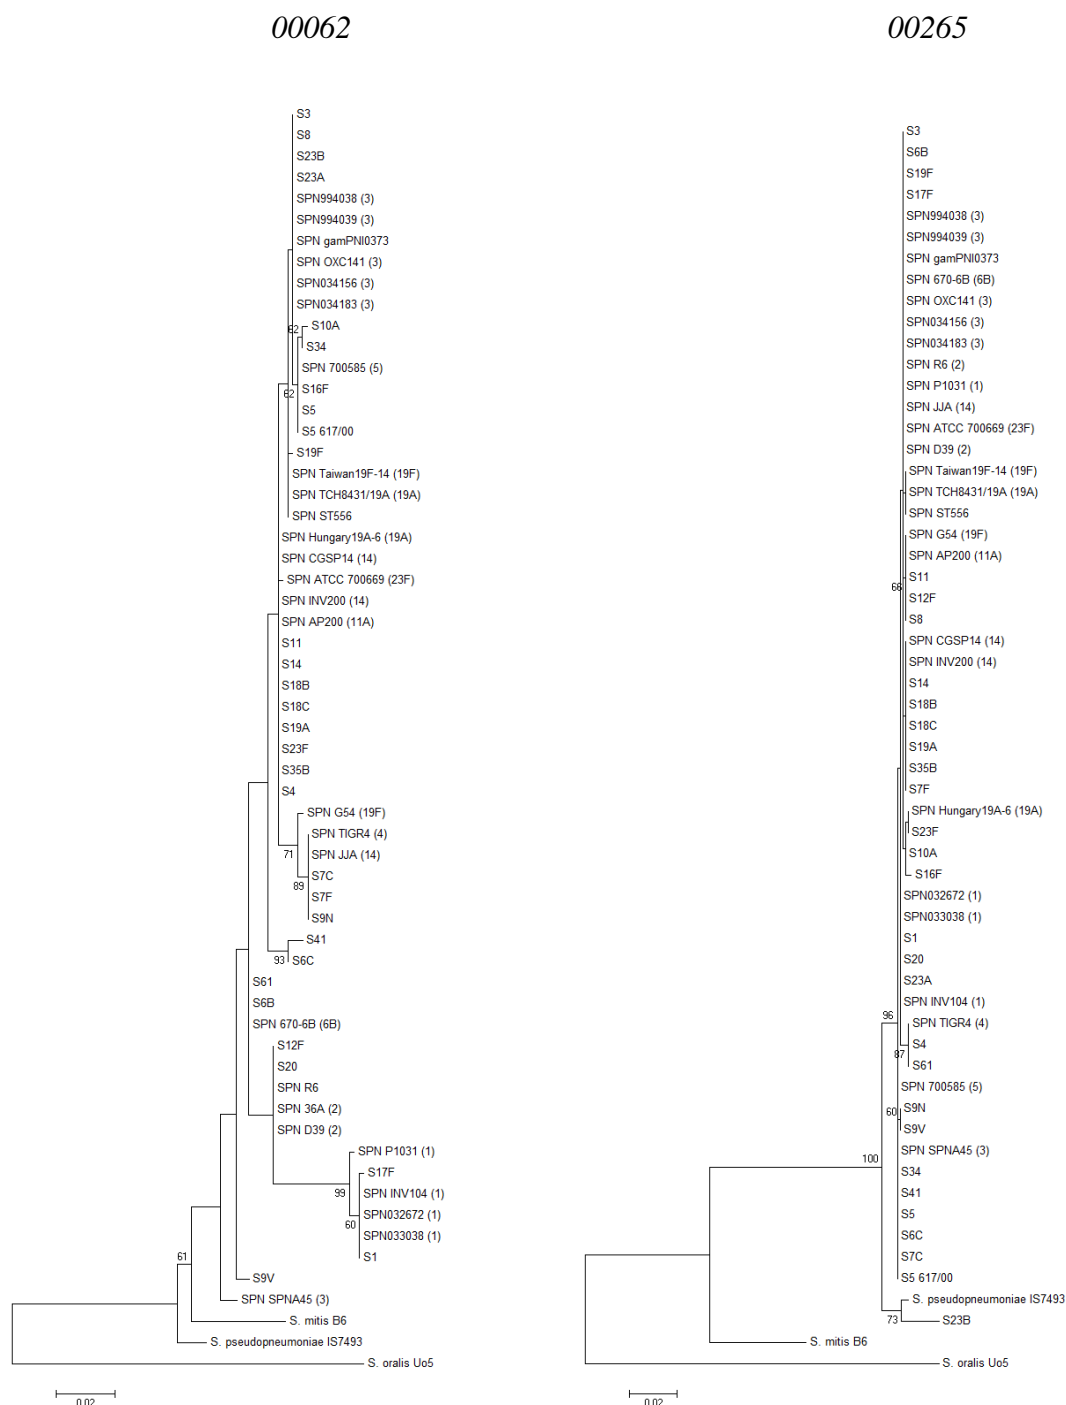 00062
S3
S8
S23B
S23A
SPN994038 (3)
SPN994039 (3)
SPN gamPNI0373
SPN OXC141 (3)
SPN034156 (3)
SPN034183 (3)
62
S10A
S34
SPN 700585 (5)
62
S16F
S5
S5 617/00
S19F
SPN Taiwan19F-14 (19F)
SPN TCH8431/19A (19A)
SPN ST556
SPN Hungary19A-6 (19A)
SPN CGSP14 (14)
SPN ATCC 700669 (23F)
SPN INV200 (14)
SPN AP200 (11A)
S11
S14
S18B
S18C
S19A
S23F
S35B
S4
SPN G54 (19F)
SPN TIGR4 (4)
71
SPN JJA (14)
S7C
89
S7F
S9N
S41
93
S6C
S61
S6B
SPN 670-6B (6B)
S12F
S20
SPN R6
SPN 36A (2)
SPN D39 (2)
SPN P1031 (1)
S17F
99
SPN INV104 (1)
SPN032672 (1)
60
SPN033038 (1)
S1
61
S9V
SPN SPNA45 (3)
S. mitis B6
S. pseudopneumoniae IS7493
S. oralis Uo5
0.02
00265
S3
S6B
S19F
S17F
SPN994038 (3)
SPN994039 (3)
SPN gamPNI0373
SPN 670-6B (6B)
SPN OXC141 (3)
SPN034156 (3)
SPN034183 (3)
SPN R6 (2)
SPN P1031 (1)
SPN JJA (14)
SPN ATCC 700669 (23F)
SPN D39 (2)
SPN Taiwan19F-14 (19F)
SPN TCH8431/19A (19A)
SPN ST556
SPN G54 (19F)
SPN AP200 (11A)
S11
66
S12F
S8
SPN CGSP14 (14)
SPN INV200 (14)
S14
S18B
S18C
S19A
S35B
S7F
SPN Hungary19A-6 (19A)
S23F
S10A
S16F
SPN032672 (1)
SPN033038 (1)
S1
S20
S23A
SPN INV104 (1)
96
SPN TIGR4 (4)
S4
87
S61
SPN 700585 (5)
60
S9N
S9V
SPN SPNA45 (3)
100
S34
S41
S5
S6C
S7C
S5 617/00
S. pseudopneumoniae IS7493
73
S23B
S. mitis B6
S. oralis Uo5
0.02